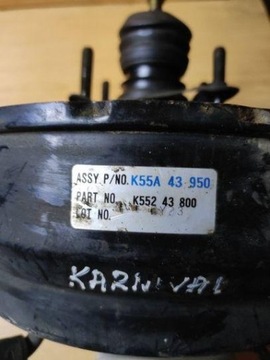 ASSY P/NO. K55A 43 950
PART NO. K552 43 800
LOT NO.
KARNIVAL